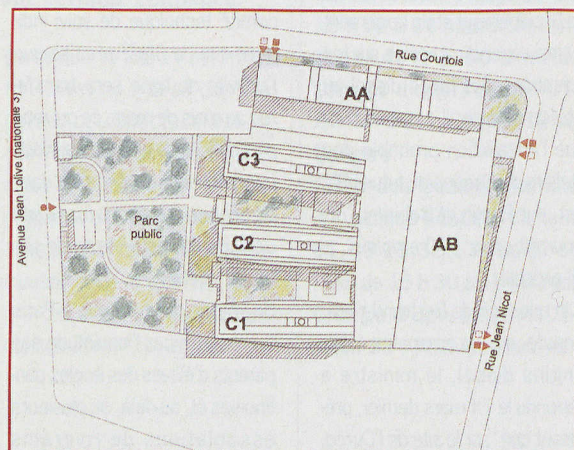 Rue Courtois
AA
Avenue Jean Lolive (nationale 3)
C3
Parc
public
C2
AB
C1
Rue Jean Nicot